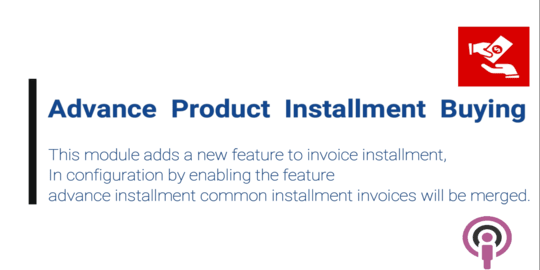 Advance Product Installment Buying
This module adds a new feature to invoice installment,
In configuration by enabling the feature
advance installment common installment invoices will be merged.